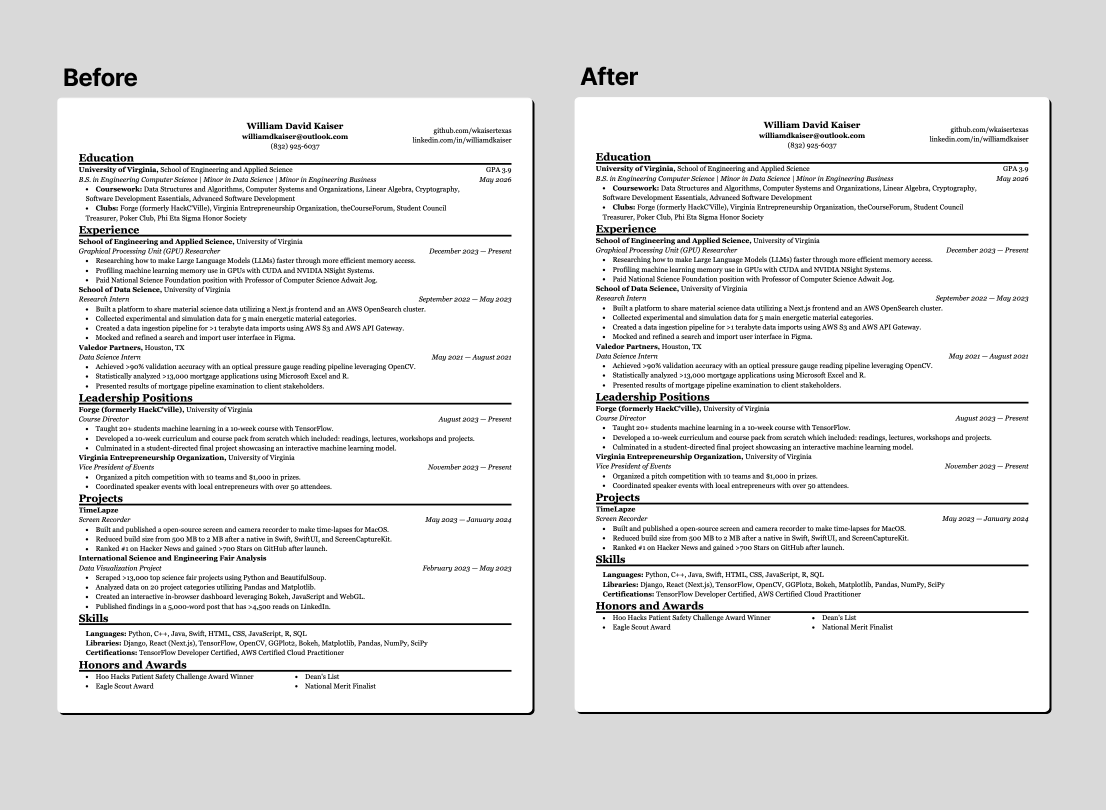 Before
William David Kaiser
williamdkaiser@outlook.com
(832) 925-6037
github.com/wkaisertexas
linkedin.com/in/williamdkaiser
Education
University of Virginia, School of Engineering and Applied Science GPA 3.9
B.S. in Engineering Computer Science | Minor in Data Science | Minor in Engineering Business May 2026
• Coursework: Data Structures and Algorithms, Computer Systems and Organizations, Linear Algebra, Cryptography,
Software Development Essentials, Advanced Software Development
• Clubs: Forge (formerly HackC'Ville), Virginia Entrepreneurship Organization, theCourseForum, Student Council
Treasurer, Poker Club, Phi Eta Sigma Honor Society
Experience
School of Engineering and Applied Science, University of Virginia
Graphical Processing Unit (GPU) Researcher December 2023 — Present
• Researching how to make Large Language Models (LLMs) faster through more efficient memory access.
• Profiling machine learning memory use in GPUs with CUDA and NVIDIA NSight Systems.
• Paid National Science Foundation position with Professor of Computer Science Adwait Jog.
School of Data Science, University of Virginia
Research Intern September 2022 — May 2023
• Built a platform to share material science data utilizing a Next.js frontend and an AWS OpenSearch cluster.
• Collected experimental and simulation data for 5 main energetic material categories.
• Created a data ingestion pipeline for >1 terabyte data imports using AWS S3 and AWS API Gateway.
• Mocked and refined a search and import user interface in Figma.
Valedor Partners, Houston, TX
Data Science Intern May 2021 — August 2021
• Achieved >90% validation accuracy with an optical pressure gauge reading pipeline leveraging OpenCV.
• Statistically analyzed >13,000 mortgage applications using Microsoft Excel and R.
• Presented results of mortgage pipeline examination to client stakeholders.
Leadership Positions
Forge (formerly HackC'ville), University of Virginia
Course Director August 2023 — Present
• Taught 20+ students machine learning in a 10-week course with TensorFlow.
• Developed a 10-week curriculum and course pack from scratch which included: readings, lectures, workshops and projects.
• Culminated in a student-directed final project showcasing an interactive machine learning model.
Virginia Entrepreneurship Organization, University of Virginia
Vice President of Events November 2023 — Present
• Organized a pitch competition with 10 teams and $1,000 in prizes.
• Coordinated speaker events with local entrepreneurs with over 50 attendees.
Projects
TimeLapze
Screen Recorder May 2023 — January 2024
• Built and published a open-source screen and camera recorder to make time-lapses for MacOS.
• Reduced build size from 500 MB to 2 MB after a native in Swift, SwiftUI, and ScreenCaptureKit.
• Ranked #1 on Hacker News and gained >700 Stars on GitHub after launch.
International Science and Engineering Fair Analysis
Data Visualization Project February 2023 — May 2023
• Scraped >13,000 top science fair projects using Python and BeautifulSoup.
• Analyzed data on 20 project categories utilizing Pandas and Matplotlib.
• Created an interactive in-browser dashboard leveraging Bokeh, JavaScript and WebGL.
• Published findings in a 5,000-word post that has >4,500 reads on LinkedIn.
Skills
Languages: Python, C++, Java, Swift, HTML, CSS, JavaScript, R, SQL
Libraries: Django, React (Next.js), TensorFlow, OpenCV, GGPlot2, Bokeh, Matplotlib, Pandas, NumPy, SciPy
Certifications: TensorFlow Developer Certified, AWS Certified Cloud Practitioner
Honors and Awards
• Hoo Hacks Patient Safety Challenge Award Winner • Dean's List
• Eagle Scout Award • National Merit Finalist
After
William David Kaiser
williamdkaiser@outlook.com
(832) 925-6037
github.com/wkaisertexas
linkedin.com/in/williamdkaiser
Education
University of Virginia, School of Engineering and Applied Science GPA 3.9
B.S. in Engineering Computer Science | Minor in Data Science | Minor in Engineering Business May 2026
• Coursework: Data Structures and Algorithms, Computer Systems and Organizations, Linear Algebra, Cryptography,
Software Development Essentials, Advanced Software Development
• Clubs: Forge (formerly HackC'Ville), Virginia Entrepreneurship Organization, theCourseForum, Student Council
Treasurer, Poker Club, Phi Eta Sigma Honor Society
Experience
School of Engineering and Applied Science, University of Virginia
Graphical Processing Unit (GPU) Researcher December 2023 — Present
• Researching how to make Large Language Models (LLMs) faster through more efficient memory access.
• Profiling machine learning memory use in GPUs with CUDA and NVIDIA NSight Systems.
• Paid National Science Foundation position with Professor of Computer Science Adwait Jog.
School of Data Science, University of Virginia
Research Intern September 2022 — May 2023
• Built a platform to share material science data utilizing a Next.js frontend and an AWS OpenSearch cluster.
• Collected experimental and simulation data for 5 main energetic material categories.
• Created a data ingestion pipeline for >1 terabyte data imports using AWS S3 and AWS API Gateway.
• Mocked and refined a search and import user interface in Figma.
Valedor Partners, Houston, TX
Data Science Intern May 2021 — August 2021
• Achieved >90% validation accuracy with an optical pressure gauge reading pipeline leveraging OpenCV.
• Statistically analyzed >13,000 mortgage applications using Microsoft Excel and R.
• Presented results of mortgage pipeline examination to client stakeholders.
Leadership Positions
Forge (formerly HackC'ville), University of Virginia
Course Director August 2023 — Present
• Taught 20+ students machine learning in a 10-week course with TensorFlow.
• Developed a 10-week curriculum and course pack from scratch which included: readings, lectures, workshops and projects.
• Culminated in a student-directed final project showcasing an interactive machine learning model.
Virginia Entrepreneurship Organization, University of Virginia
Vice President of Events November 2023 — Present
• Organized a pitch competition with 10 teams and $1,000 in prizes.
• Coordinated speaker events with local entrepreneurs with over 50 attendees.
Projects
TimeLapze
Screen Recorder May 2023 — January 2024
• Built and published a open-source screen and camera recorder to make time-lapses for MacOS.
• Reduced build size from 500 MB to 2 MB after a native in Swift, SwiftUI, and ScreenCaptureKit.
• Ranked #1 on Hacker News and gained >700 Stars on GitHub after launch.
Skills
Languages: Python, C++, Java, Swift, HTML, CSS, JavaScript, R, SQL
Libraries: Django, React (Next.js), TensorFlow, OpenCV, GGPlot2, Bokeh, Matplotlib, Pandas, NumPy, SciPy
Certifications: TensorFlow Developer Certified, AWS Certified Cloud Practitioner
Honors and Awards
• Hoo Hacks Patient Safety Challenge Award Winner • Dean's List
• Eagle Scout Award • National Merit Finalist